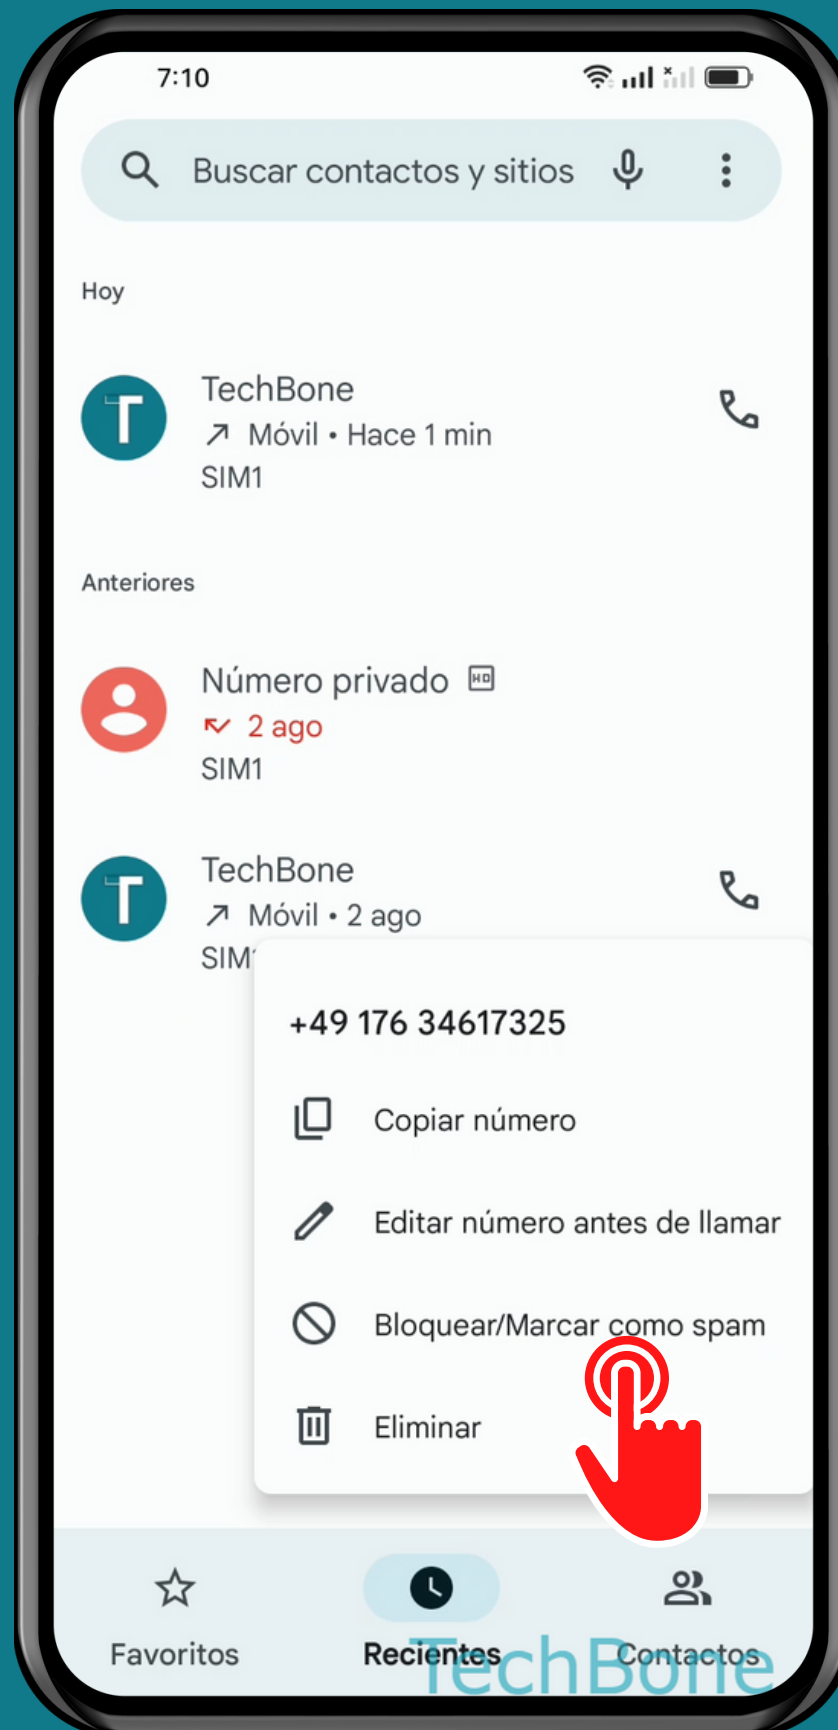 7:10
Buscar contactos y sitios
Hoy
T
TechBone
Móvil • Hace 1 min
SIM1
Anteriores
Número privado HD
2 ago
SIM1
T
TechBone
Móvil • 2 ago
SIM1
+49 176 34617325
Copiar número
Editar número antes de llamar
Bloquear/Marcar como spam
Eliminar
Favoritos
Recientes
Contactos
TechBone